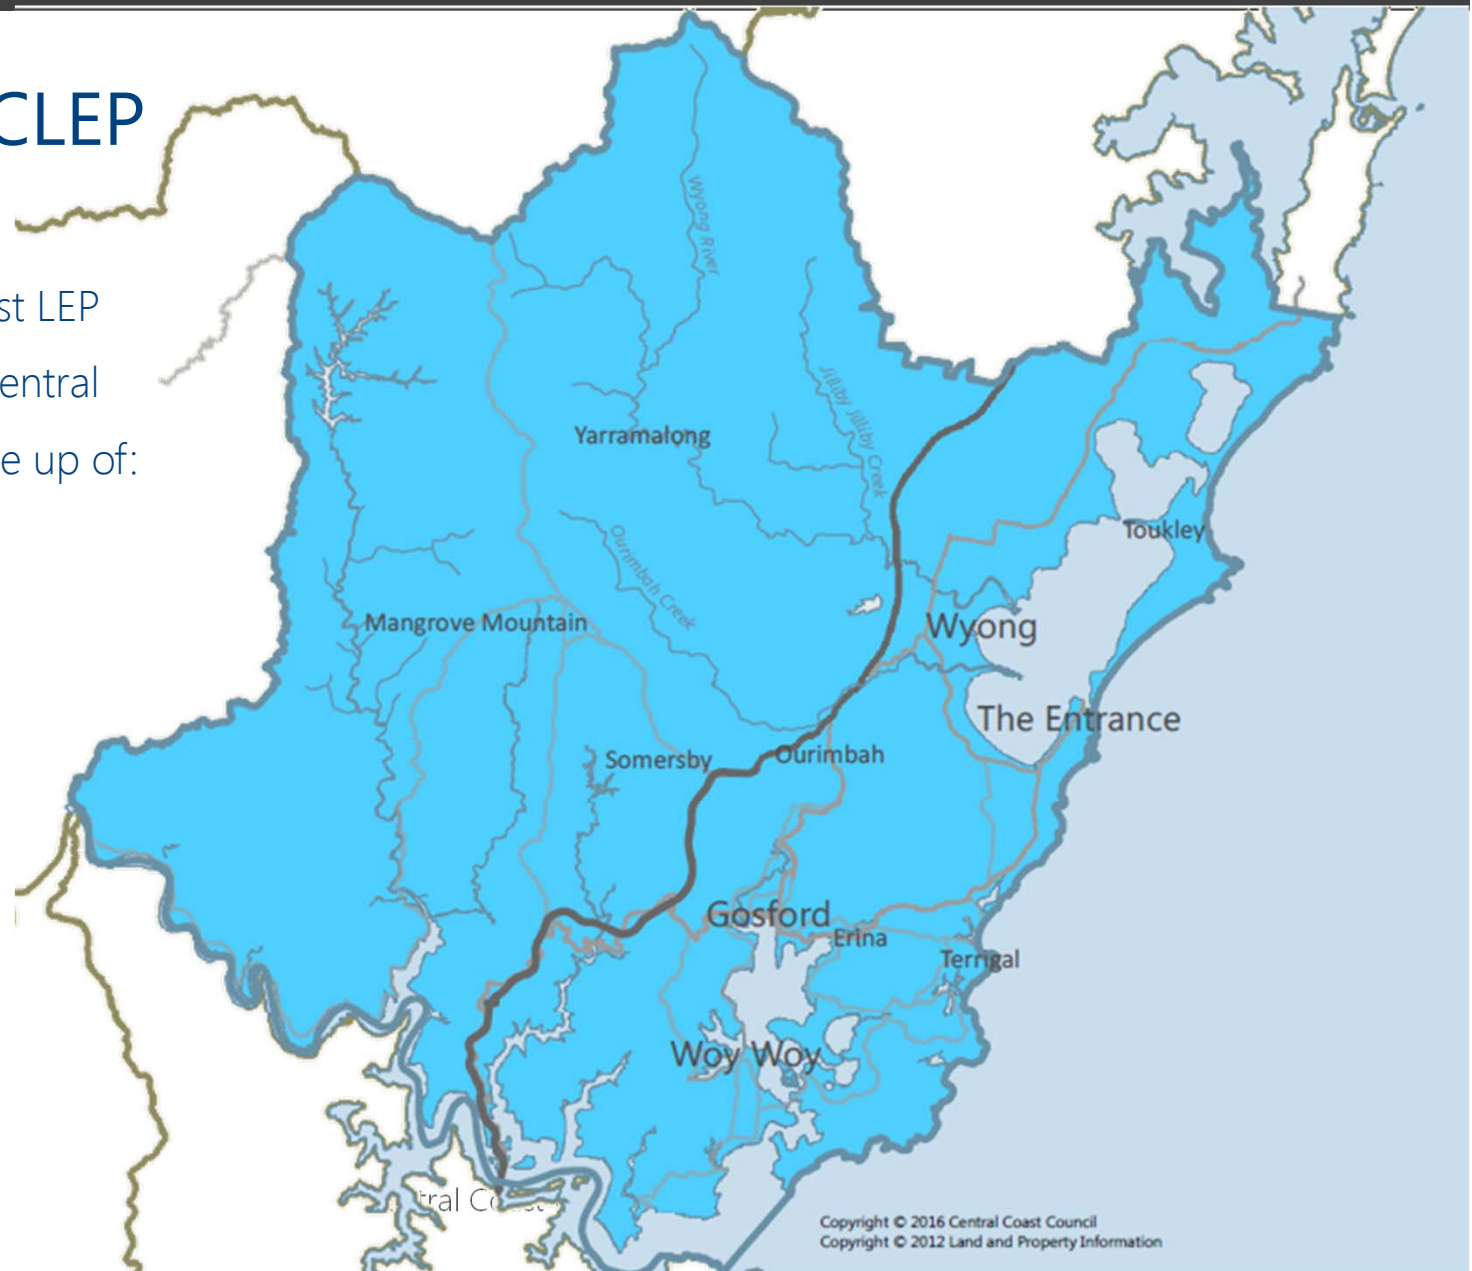 CLEP
st LEP
entral
e up of:
Wyong River
Jilliby Jilliby Creek
Yarramalong
Toukley
Ourimbah Creek
Mangrove Mountain
Wyong
The Entrance
Somersby
Ourimbah
Gosford
Erina
Terrigal
Woy Woy
tral Co
Copyright © 2016 Central Coast Council
Copyright © 2012 Land and Property Information